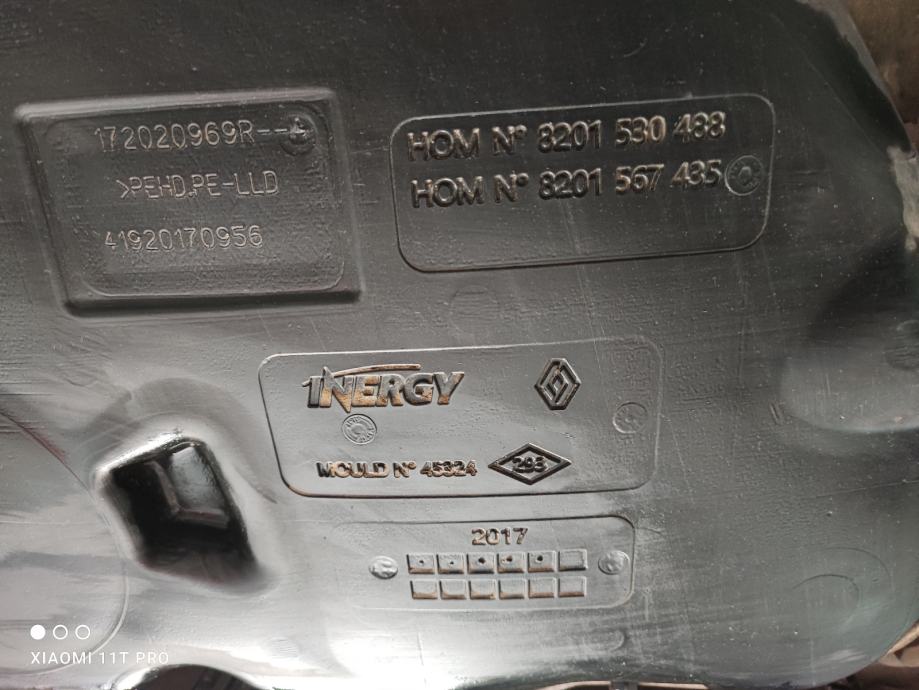 172020969R--A
>PEHD.PE-LLD
41920170956
HOM N° 8201 530 488
HOM N° 8201 567 435
INERGY
MOULD N° 45324
293
2017
XIAOMI 11T PRO